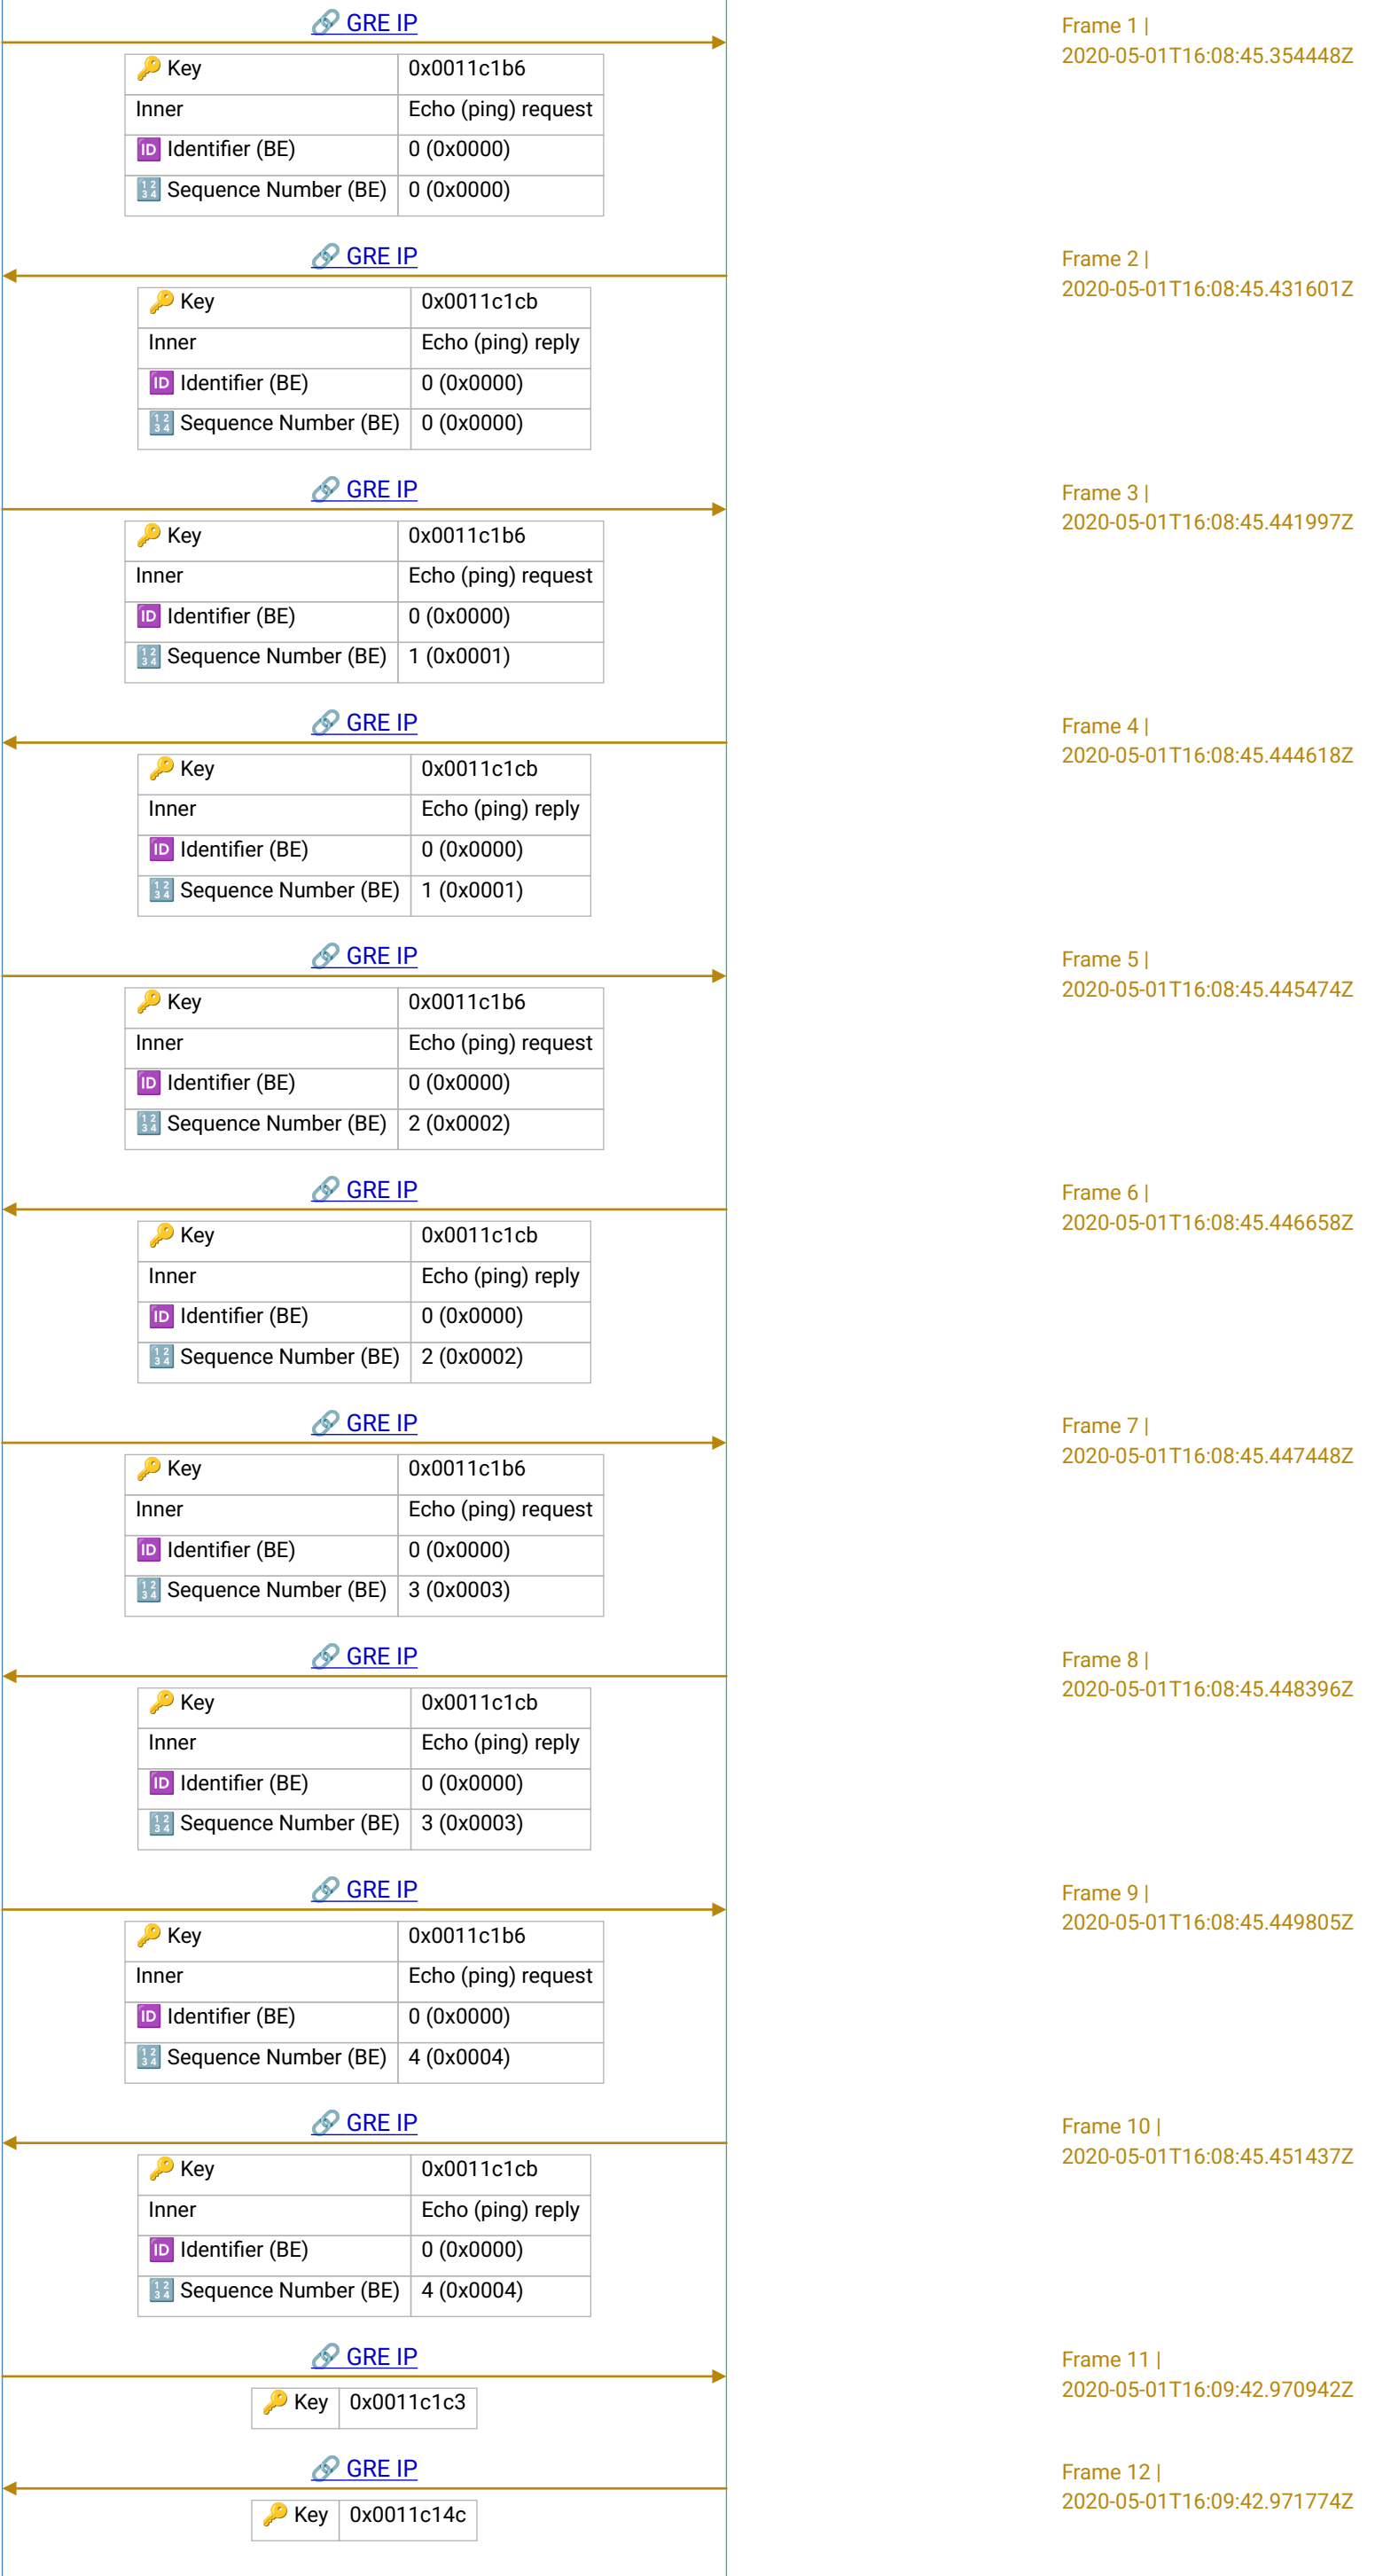 GRE IP
Frame 1 |
2020-05-01T16:08:45.354448Z
🔑 Key 0x0011c1b6
Inner Echo (ping) request
🆔 Identifier (BE) 0 (0x0000)
🔢 Sequence Number (BE) 0 (0x0000)
GRE IP
Frame 2 |
2020-05-01T16:08:45.431601Z
🔑 Key 0x0011c1cb
Inner Echo (ping) reply
🆔 Identifier (BE) 0 (0x0000)
🔢 Sequence Number (BE) 0 (0x0000)
GRE IP
Frame 3 |
2020-05-01T16:08:45.441997Z
🔑 Key 0x0011c1b6
Inner Echo (ping) request
🆔 Identifier (BE) 0 (0x0000)
🔢 Sequence Number (BE) 1 (0x0001)
GRE IP
Frame 4 |
2020-05-01T16:08:45.444618Z
🔑 Key 0x0011c1cb
Inner Echo (ping) reply
🆔 Identifier (BE) 0 (0x0000)
🔢 Sequence Number (BE) 1 (0x0001)
GRE IP
Frame 5 |
2020-05-01T16:08:45.445474Z
🔑 Key 0x0011c1b6
Inner Echo (ping) request
🆔 Identifier (BE) 0 (0x0000)
🔢 Sequence Number (BE) 2 (0x0002)
GRE IP
Frame 6 |
2020-05-01T16:08:45.446658Z
🔑 Key 0x0011c1cb
Inner Echo (ping) reply
🆔 Identifier (BE) 0 (0x0000)
🔢 Sequence Number (BE) 2 (0x0002)
GRE IP
Frame 7 |
2020-05-01T16:08:45.447448Z
🔑 Key 0x0011c1b6
Inner Echo (ping) request
🆔 Identifier (BE) 0 (0x0000)
🔢 Sequence Number (BE) 3 (0x0003)
GRE IP
Frame 8 |
2020-05-01T16:08:45.448396Z
🔑 Key 0x0011c1cb
Inner Echo (ping) reply
🆔 Identifier (BE) 0 (0x0000)
🔢 Sequence Number (BE) 3 (0x0003)
GRE IP
Frame 9 |
2020-05-01T16:08:45.449805Z
🔑 Key 0x0011c1b6
Inner Echo (ping) request
🆔 Identifier (BE) 0 (0x0000)
🔢 Sequence Number (BE) 4 (0x0004)
GRE IP
Frame 10 |
2020-05-01T16:08:45.451437Z
🔑 Key 0x0011c1cb
Inner Echo (ping) reply
🆔 Identifier (BE) 0 (0x0000)
🔢 Sequence Number (BE) 4 (0x0004)
GRE IP
Frame 11 |
2020-05-01T16:09:42.970942Z
🔑 Key 0x0011c1c3
GRE IP
Frame 12 |
2020-05-01T16:09:42.971774Z
🔑 Key 0x0011c14c